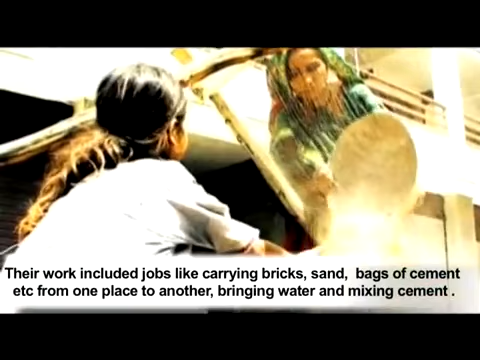 Their work included jobs like carrying bricks, sand, bags of cement
etc from one place to another, bringing water and mixing cement .